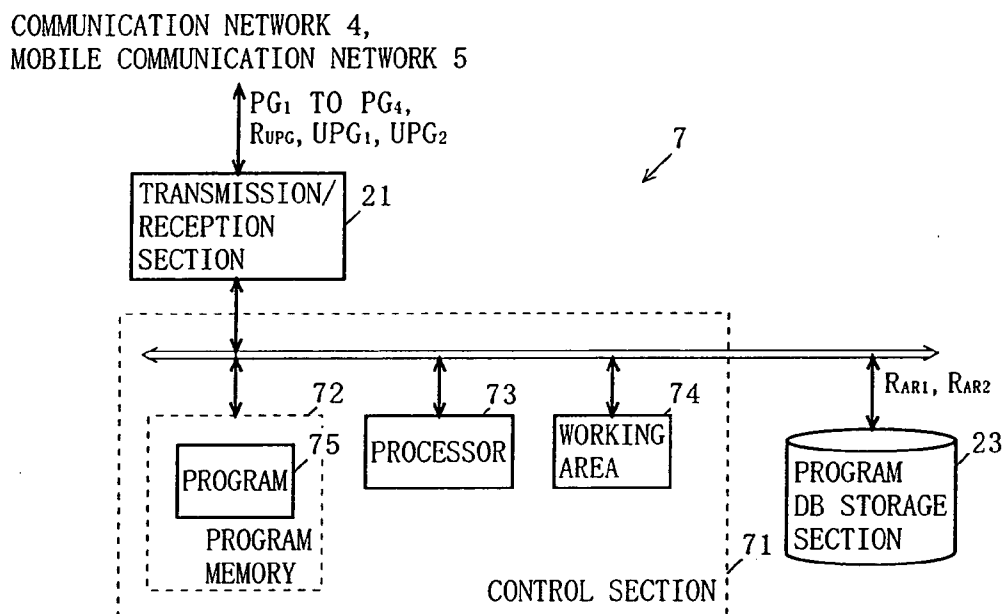 COMMUNICATION NETWORK 4,
MOBILE COMMUNICATION NETWORK 5
PG1 TO PG4,
RUPG, UPG1, UPG2
7
TRANSMISSION/
RECEPTION
SECTION
21
72
75
PROGRAM
PROGRAM
MEMORY
73
PROCESSOR
74
WORKING
AREA
RAR1, RAR2
23
PROGRAM
DB STORAGE
SECTION
71
CONTROL SECTION